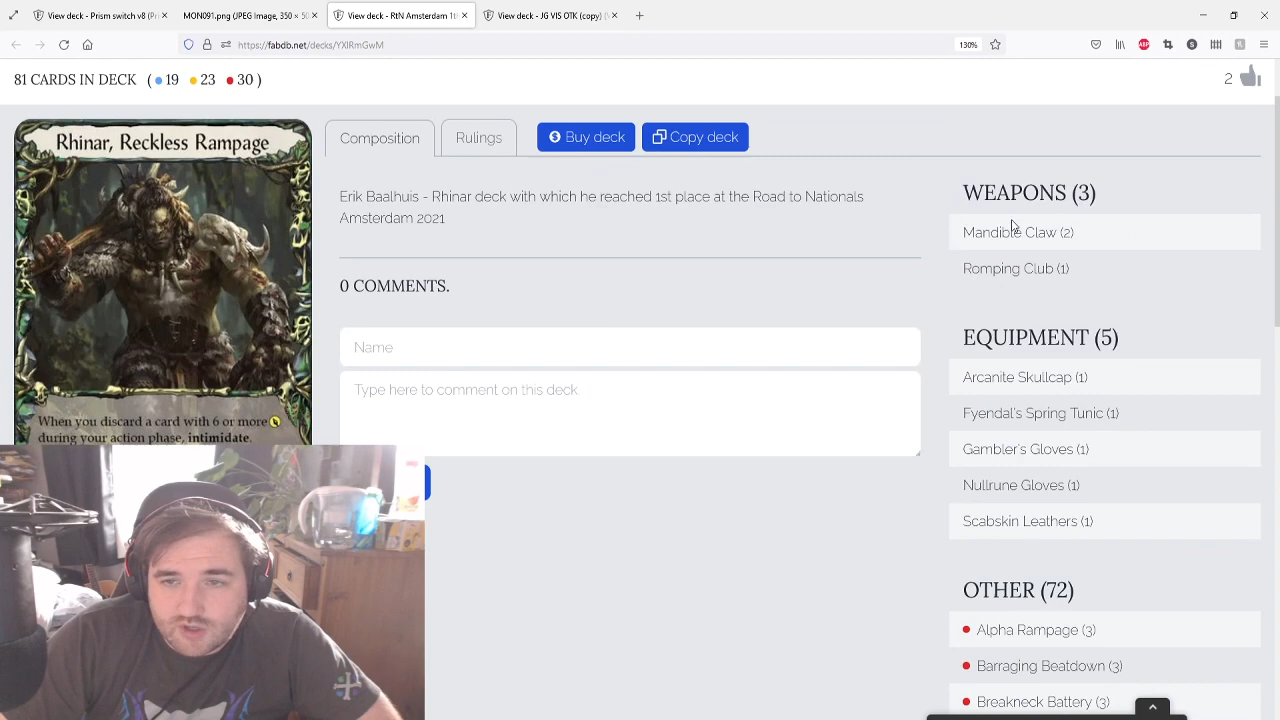 View deck - Prism switch v8 (Pri
MON091.png (JPEG Image, 350 × 50
View deck - RtN Amsterdam 1th
View deck - JG VIS OTK (copy) (V
https://fabdb.net/decks/YXlRmGwM
130%
81 CARDS IN DECK ( 19 23 30 )
2
Rhinar, Reckless Rampage
When you discard a card with 6 or more
during your action phase, intimidate.
Composition
Rulings
Buy deck
Copy deck
Erik Baalhuis - Rhinar deck with which he reached 1st place at the Road to Nationals
Amsterdam 2021
0 COMMENTS.
Name
Type here to comment on this deck.
WEAPONS (3)
Mandible Claw (2)
Romping Club (1)
EQUIPMENT (5)
Arcanite Skullcap (1)
Fyendal's Spring Tunic (1)
Gambler's Gloves (1)
Nullrune Gloves (1)
Scabskin Leathers (1)
OTHER (72)
Alpha Rampage (3)
Barraging Beatdown (3)
Breakneck Battery (3)